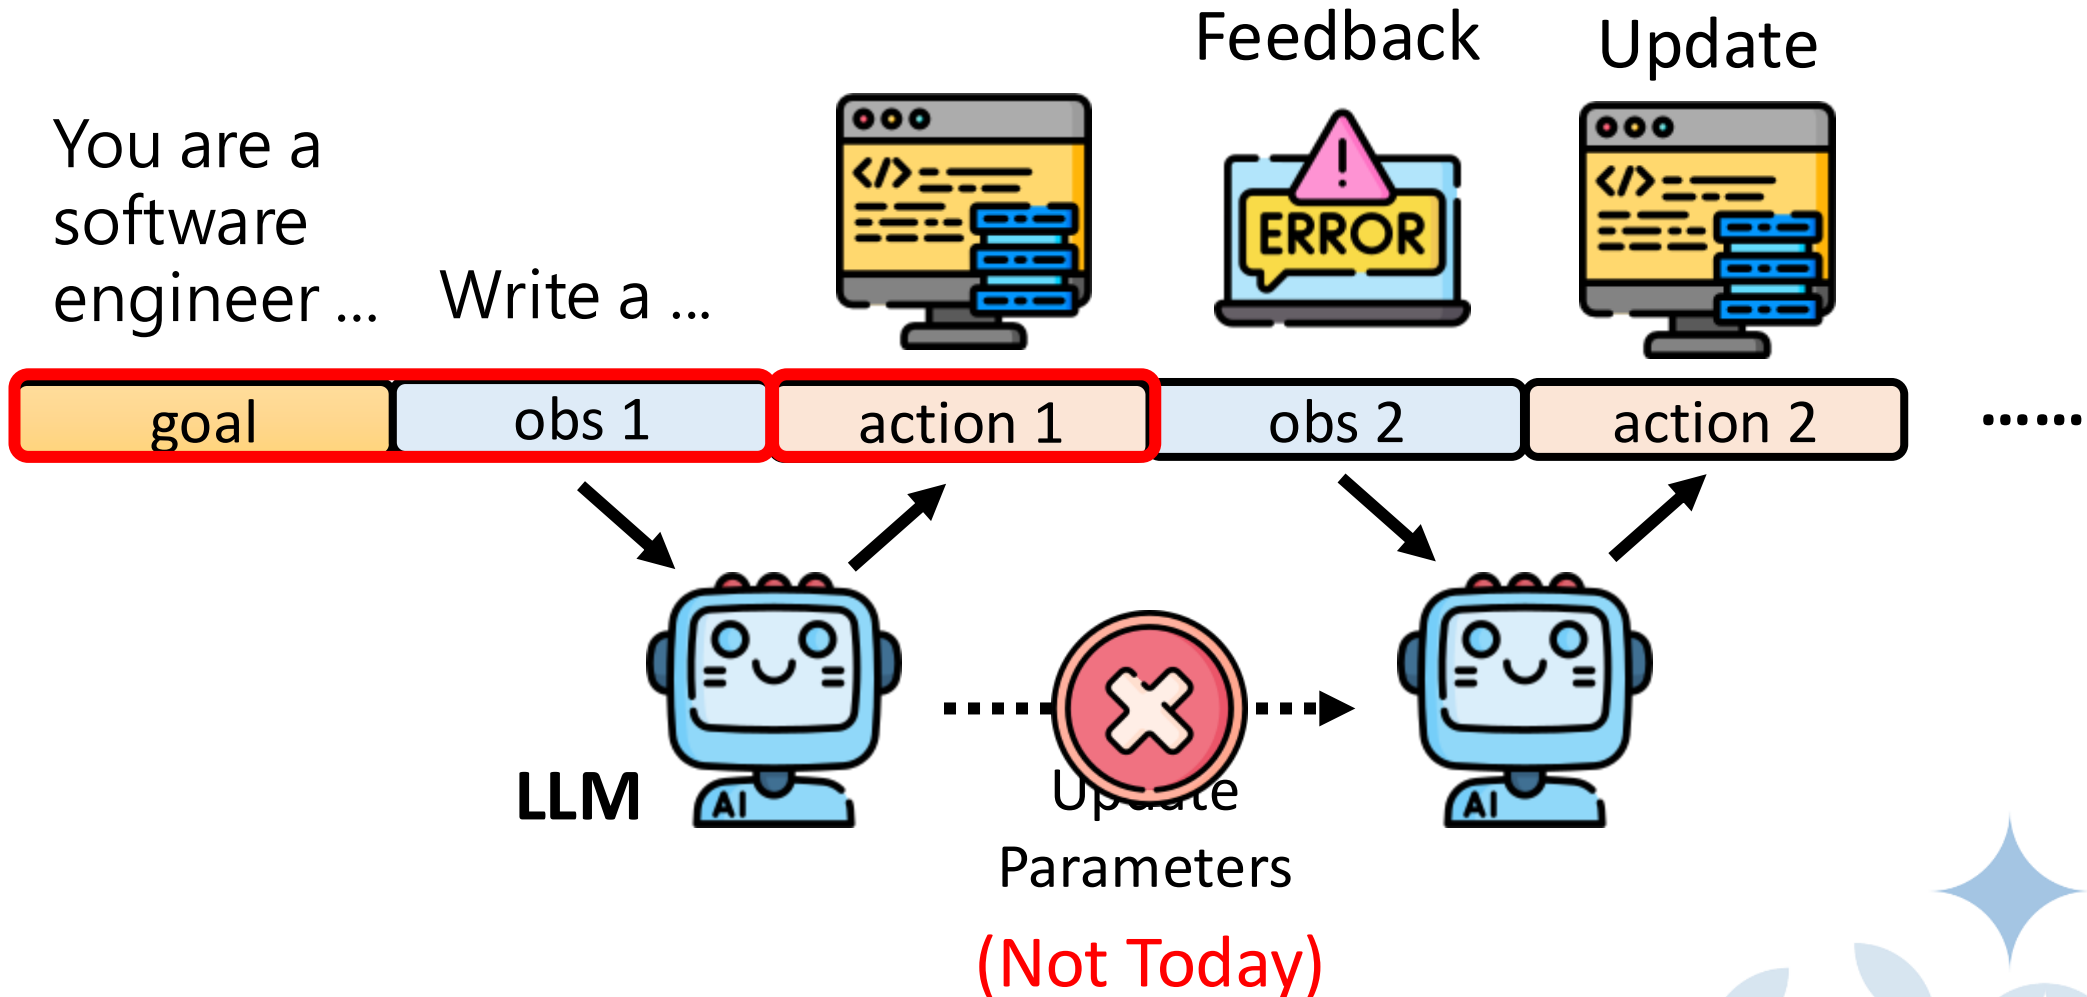 Feedback
Update
You are a
software
engineer ...
Write a ...
</>
ERROR
</>
goal
obs 1
action 1
obs 2
action 2
......
LLM
AI
AI
Update
Parameters
(Not Today)